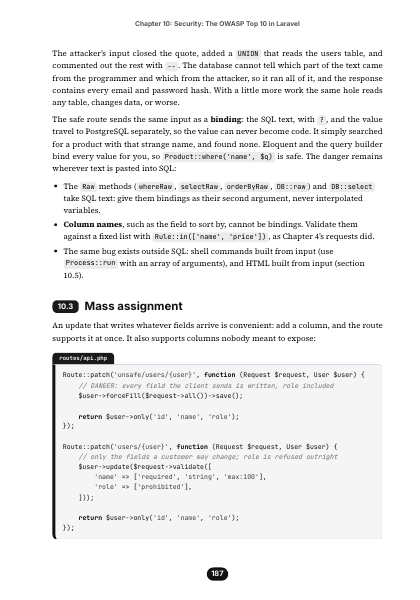 Chapter 10: Security: The OWASP Top 10 in Laravel
The attacker's input closed the quote, added a UNION that reads the users table, and
commented out the rest with --. The database cannot tell which part of the text came
from the programmer and which from the attacker, so it ran all of it, and the response
contains every email and password hash. With a little more work the same hole reads
any table, changes data, or worse.
The safe route sends the same input as a binding: the SQL text, with ?, and the value
travel to PostgreSQL separately, so the value can never become code. It simply searched
for a product with that strange name, and found none. Eloquent and the query builder
bind every value for you, so Product::where('name', $q) is safe. The danger remains
wherever text is pasted into SQL:
• The Raw methods (whereRaw, selectRaw, orderByRaw, DB::raw) and DB::select
take SQL text: give them bindings as their second argument, never interpolated
variables.
• Column names, such as the field to sort by, cannot be bindings. Validate them
against a fixed list with Rule::in(['name', 'price']), as Chapter 4's requests did.
• The same bug exists outside SQL: shell commands built from input (use
Process::run with an array of arguments), and HTML built from input (section
10.5).
10.3 Mass assignment
An update that writes whatever fields arrive is convenient: add a column, and the route
supports it at once. It also supports columns nobody meant to expose:
routes/api.php
Route::patch('unsafe/users/{user}', function (Request $request, User $user) {
// DANGER: every field the client sends is written, role included
$user->forceFill($request->all())->save();
return $user->only('id', 'name', 'role');
});
Route::patch('users/{user}', function (Request $request, User $user) {
// only the fields a customer may change; role is refused outright
$user->update($request->validate([
'name' => ['required', 'string', 'max:100'],
'role' => ['prohibited'],
]));
return $user->only('id', 'name', 'role');
});
187